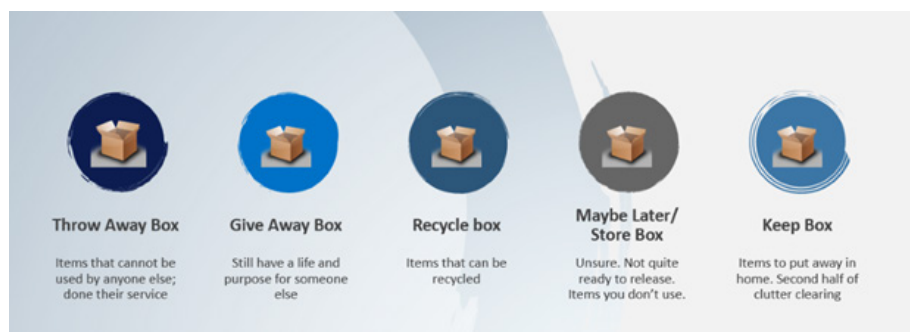 Throw Away Box
Items that cannot be
used by anyone else;
done their service
Give Away Box
Still have a life and
purpose for someone
else
Recycle box
Items that can be
recycled
Maybe Later/
Store Box
Unsure. Not quite
ready to release.
Items you don't use.
Keep Box
Items to put away in
home. Second half of
clutter clearing